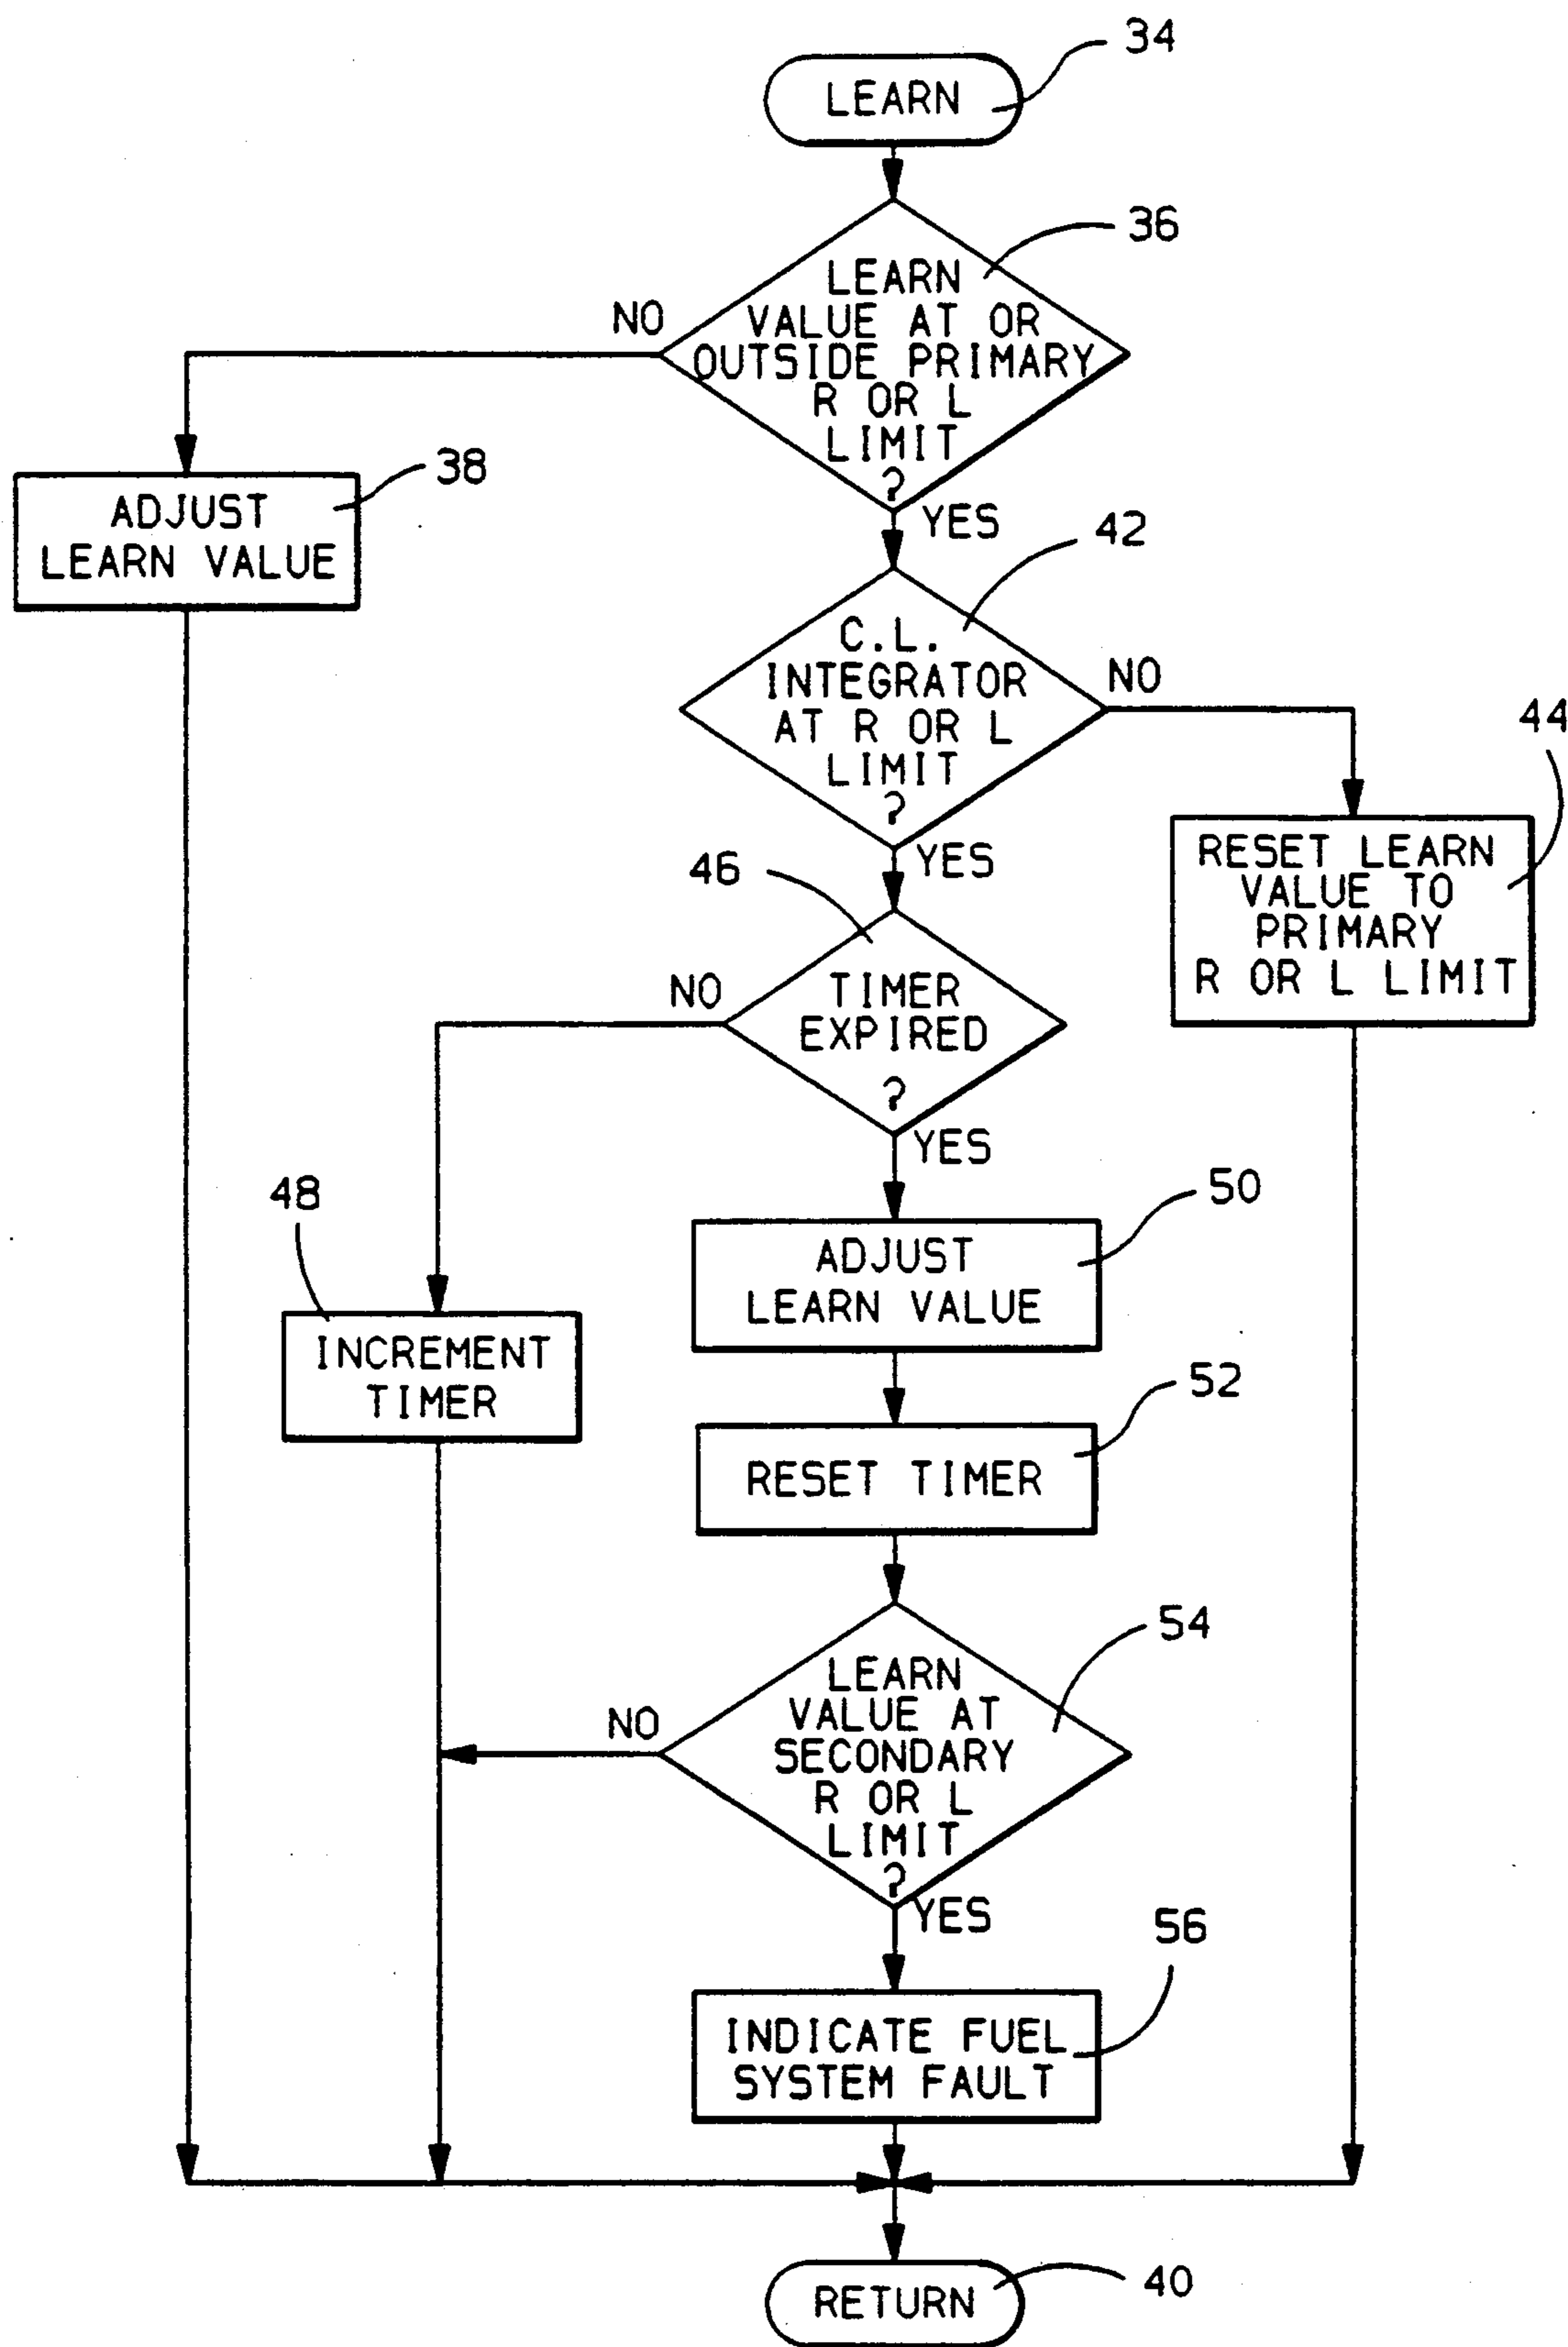 34
LEARN
36
LEARN
VALUE AT OR
OUTSIDE PRIMARY
R OR L
LIMIT
?
NO
YES
38
ADJUST
LEARN VALUE
42
C.L.
INTEGRATOR
AT R OR L
LIMIT
?
NO
YES
44
RESET LEARN
VALUE TO
PRIMARY
R OR L LIMIT
46
TIMER
EXPIRED
?
NO
YES
48
INCREMENT
TIMER
50
ADJUST
LEARN VALUE
52
RESET TIMER
54
LEARN
VALUE AT
SECONDARY
R OR L
LIMIT
?
NO
YES
56
INDICATE FUEL
SYSTEM FAULT
RETURN
40